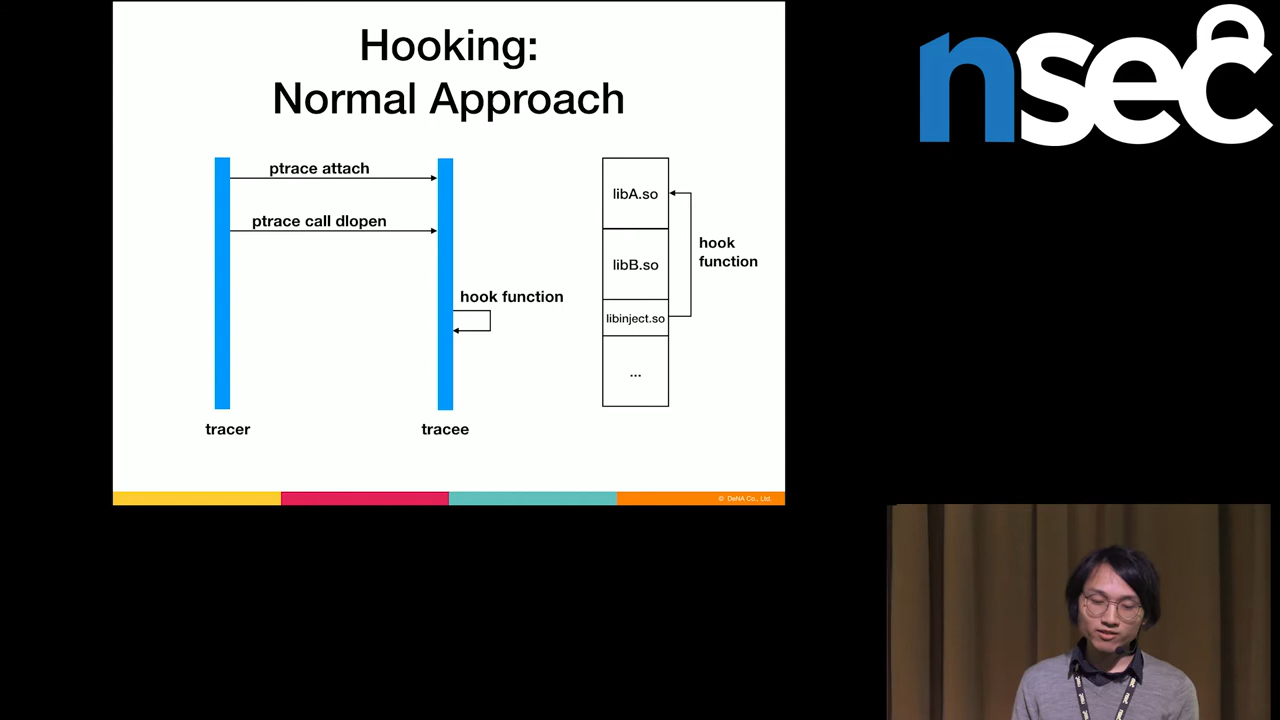 Hooking:
Normal Approach
nsec
ptrace attach
ptrace call dlopen
hook function
tracer
tracee
libA.so
libB.so
libinject.so
...
hook
function
© DeNA Co., Ltd.